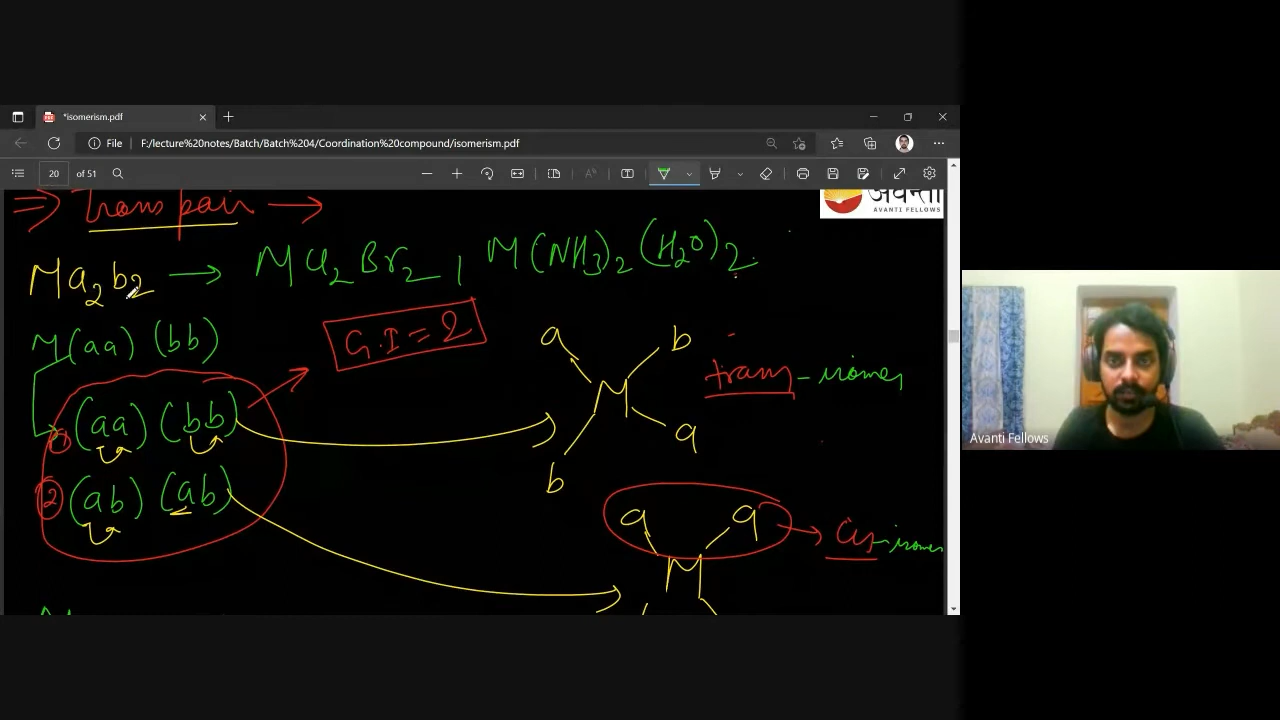 *isomerism.pdf
File F:/lecture%20notes/Batch/Batch%204/Coordination%20compound/isomerism.pdf
20 of 51
⇒ Trans pair →
अवन्ती
AVANTI FELLOWS
Ma₂b₂ → MCl₂Br₂, M(NH₃)₂(H₂O)₂
M(aa)(bb)
G.I = 2
① (aa)(bb)
② (ab)(ab)
a b
M
b a
trans-isomer
a a
M
cis-isomer
Avanti Fellows